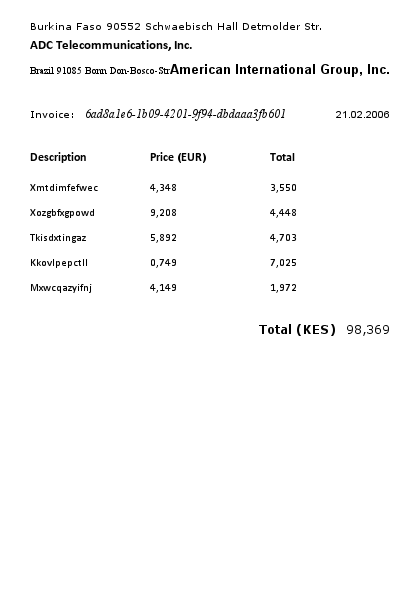 Burkina Faso 90552 Schwaebisch Hall Detmolder Str.
ADC Telecommunications, Inc.
Brazil 91085 Bonn Don-Bosco-Str American International Group, Inc.
Invoice: 6ad8a1e6-1b09-4201-9f94-dbdaaa3fb601 21.02.2006
Description Price (EUR) Total
Xmtdimfefwec 4,348 3,550
Xozgbfxgpowd 9,208 4,448
Tkisdxtingaz 5,892 4,703
Kkovlpepctll 0,749 7,025
Mxwcqazyifnj 4,149 1,972
Total (KES) 98,369